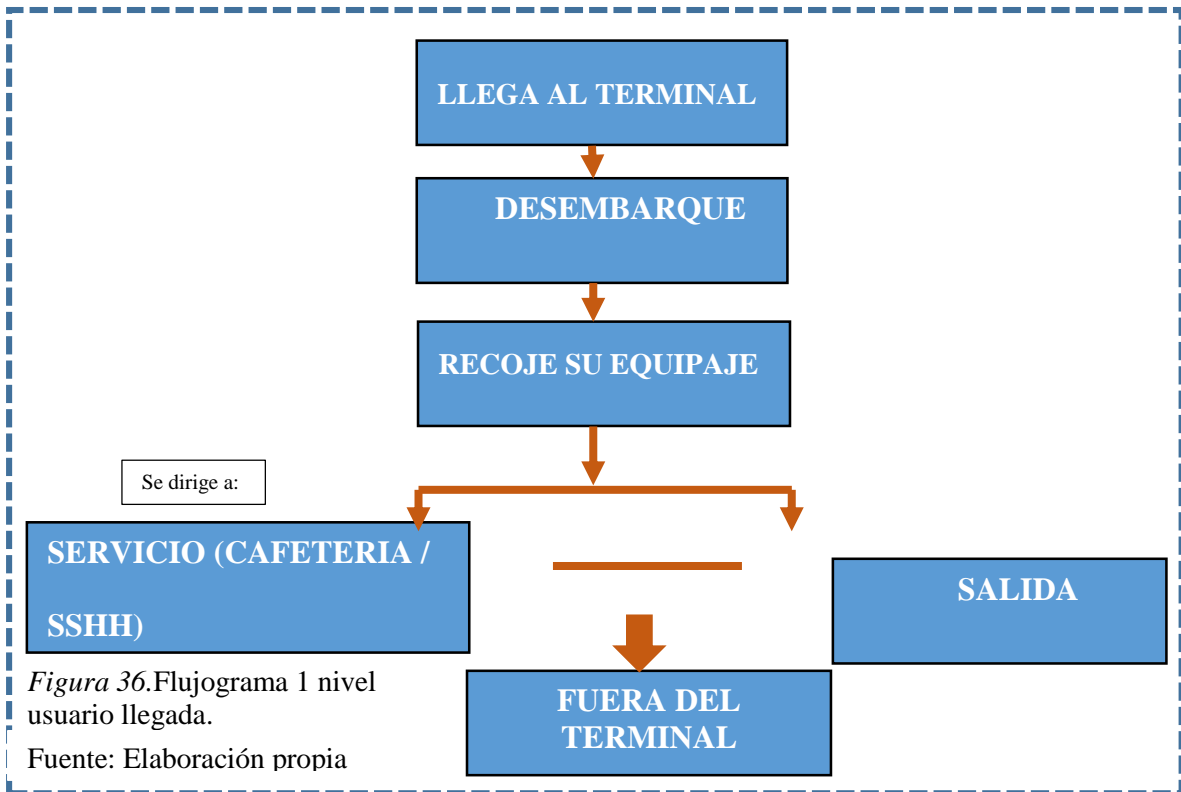 LLEGA AL TERMINAL
DESEMBARQUE
RECOJE SU EQUIPAJE
Se dirige a:
SERVICIO (CAFETERIA /
SSHH)
SALIDA
FUERA DEL
TERMINAL
Figura 36.Flujograma 1 nivel
usuario llegada.
Fuente: Elaboración propia